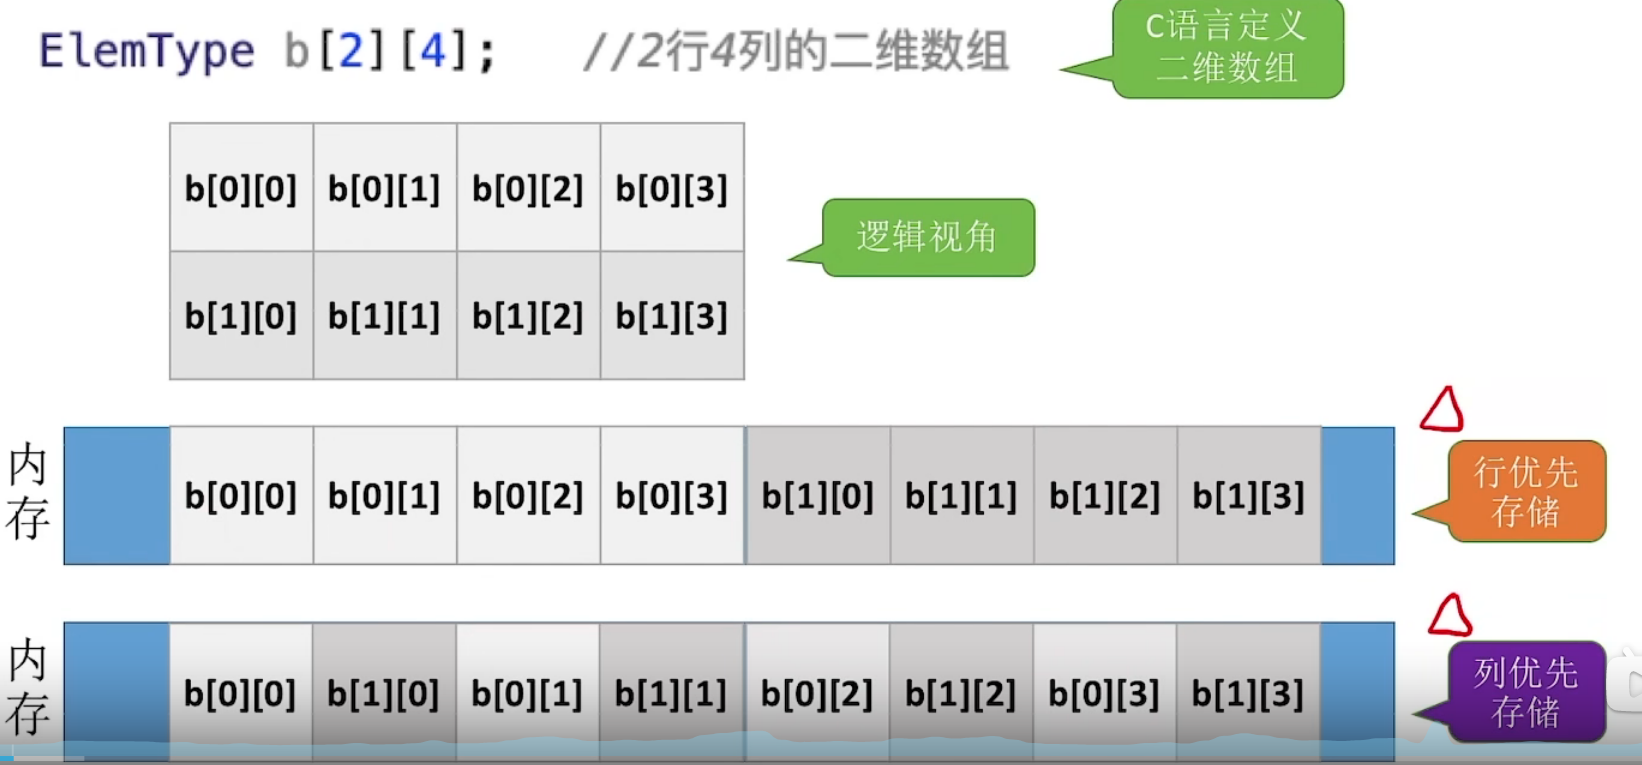 ElemType b[2][4];   //2行4列的二维数组
C语言定义
二维数组
b[0][0] b[0][1] b[0][2] b[0][3]
b[1][0] b[1][1] b[1][2] b[1][3]
逻辑视角
内存
b[0][0] b[0][1] b[0][2] b[0][3] b[1][0] b[1][1] b[1][2] b[1][3]
行优先
存储
内存
b[0][0] b[1][0] b[0][1] b[1][1] b[0][2] b[1][2] b[0][3] b[1][3]
列优先
存储